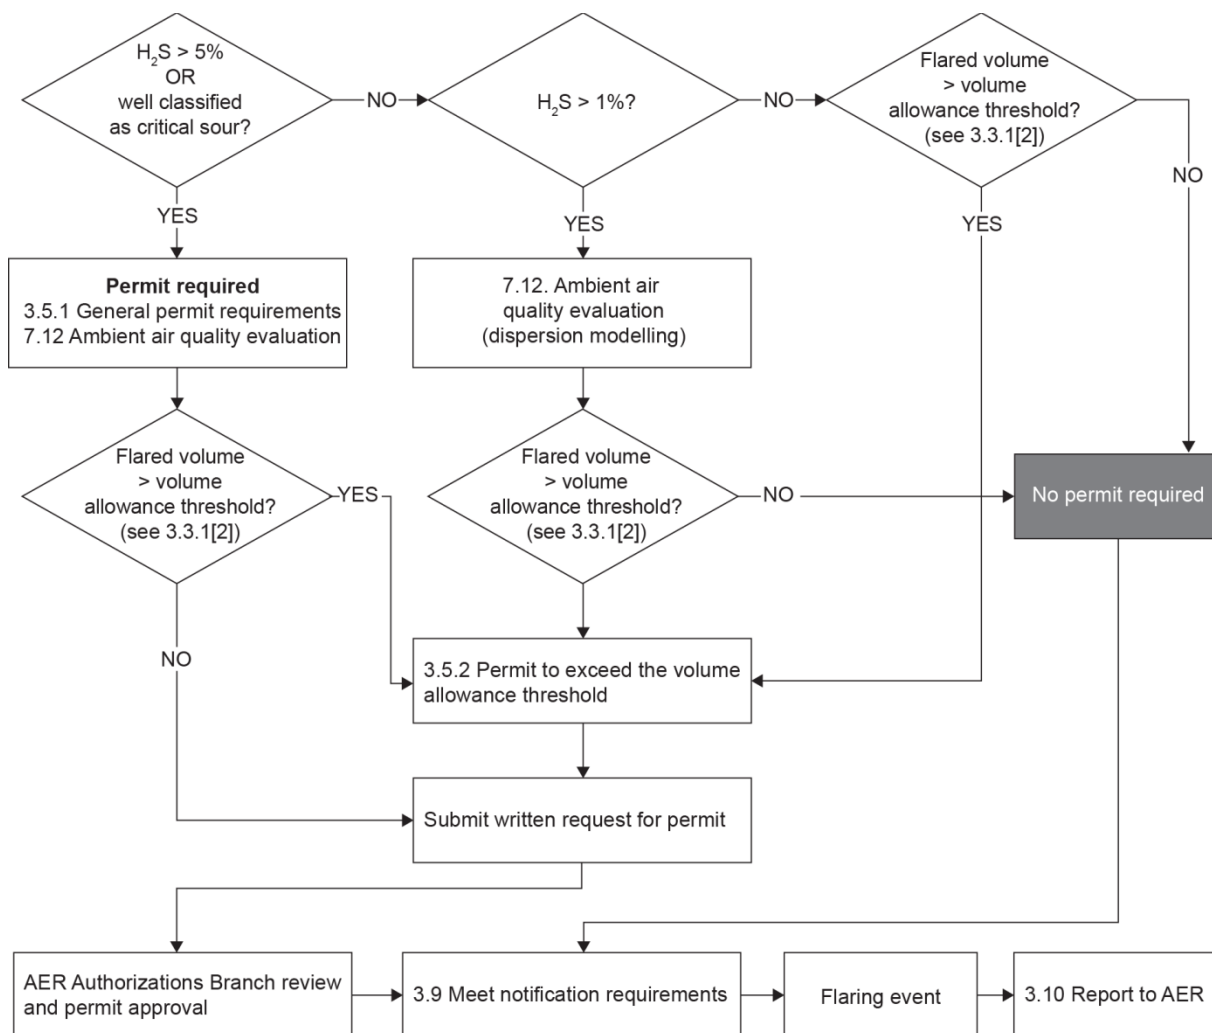 H₂S > 5%
OR
well classified
as critical sour?
NO
H₂S > 1%?
NO
Flared volume
> volume
allowance threshold?
(see 3.3.1[2])
NO
YES
YES
YES
Permit required
3.5.1 General permit requirements
7.12 Ambient air quality evaluation
7.12. Ambient air
quality evaluation
(dispersion modelling)
Flared volume
> volume
allowance threshold?
(see 3.3.1[2])
YES
Flared volume
> volume
allowance threshold?
(see 3.3.1[2])
NO
No permit required
NO
3.5.2 Permit to exceed the volume
allowance threshold
Submit written request for permit
AER Authorizations Branch review
and permit approval
3.9 Meet notification requirements
Flaring event
3.10 Report to AER